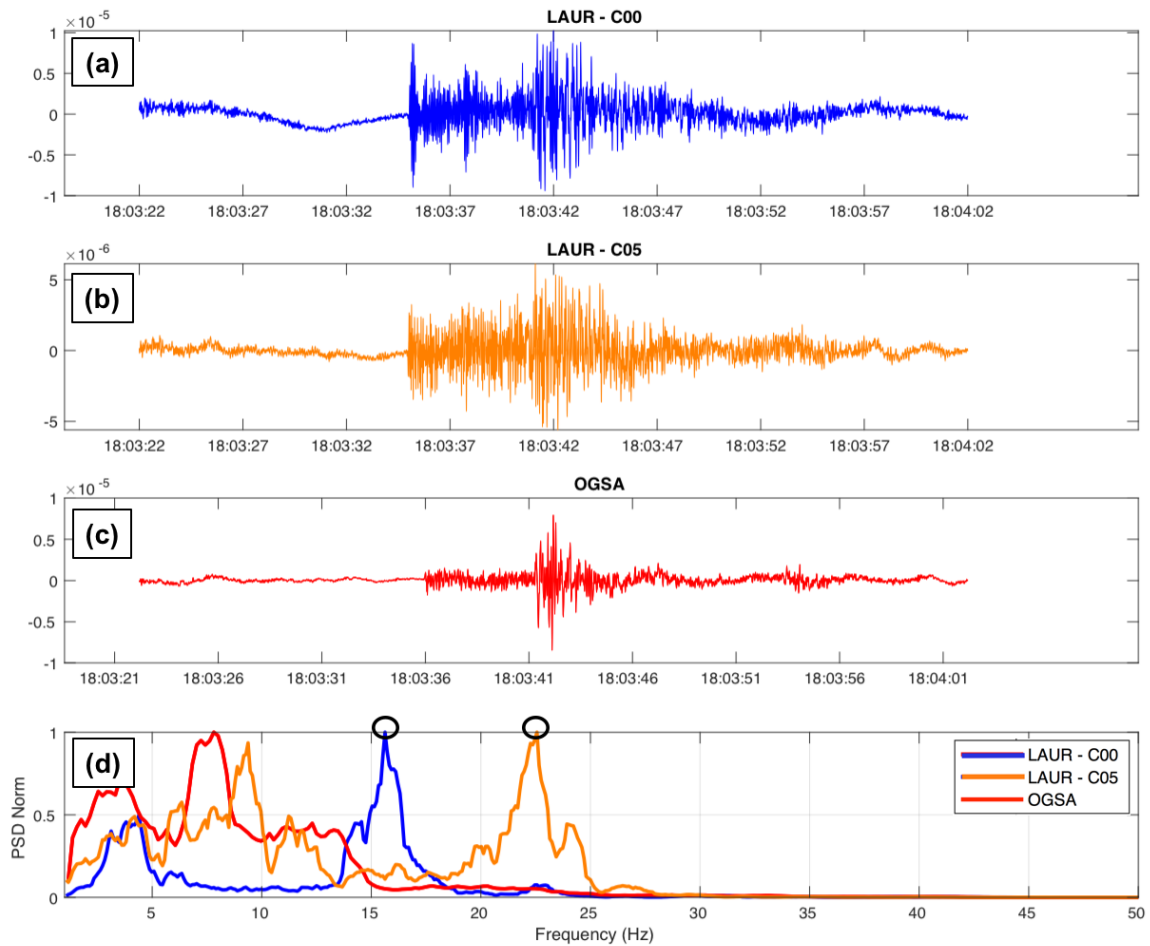 LAUR - C00
× 10⁻⁵
(a)
1
0.5
0
-0.5
-1
18:03:22 18:03:27 18:03:32 18:03:37 18:03:42 18:03:47 18:03:52 18:03:57 18:04:02
LAUR - C05
× 10⁻⁶
(b)
5
0
-5
18:03:22 18:03:27 18:03:32 18:03:37 18:03:42 18:03:47 18:03:52 18:03:57 18:04:02
OGSA
× 10⁻⁵
(c)
1
0.5
0
-0.5
-1
18:03:21 18:03:26 18:03:31 18:03:36 18:03:41 18:03:46 18:03:51 18:03:56 18:04:01
(d)
PSD Norm
1
0.5
0
LAUR - C00
LAUR - C05
OGSA
5 10 15 20 25 30 35 40 45 50
Frequency (Hz)